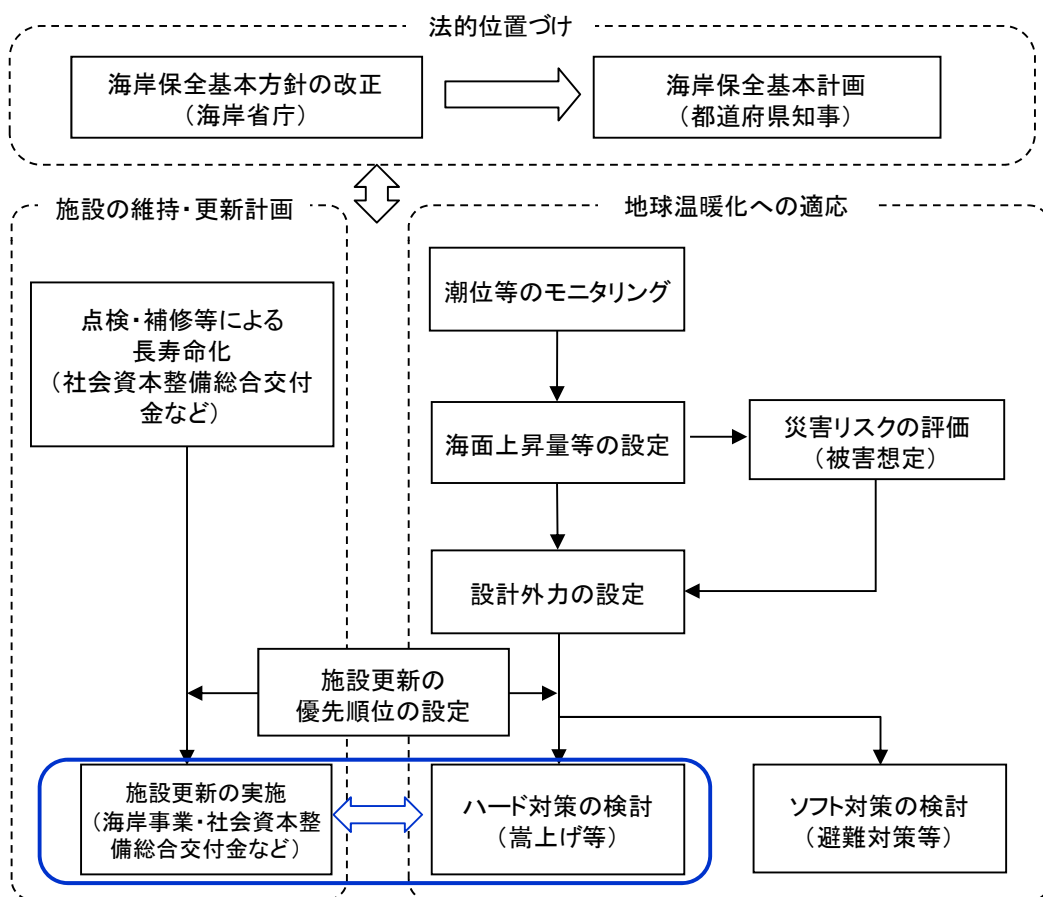 法的位置づけ
海岸保全基本方針の改正
（海岸省庁）
海岸保全基本計画
（都道府県知事）
施設の維持・更新計画
地球温暖化への適応
点検・補修等による
長寿命化
（社会資本整備総合交付
金など）
潮位等のモニタリング
海面上昇量等の設定
災害リスクの評価
（被害想定）
設計外力の設定
施設更新の
優先順位の設定
施設更新の実施
（海岸事業・社会資本整
備総合交付金など）
ハード対策の検討
（嵩上げ等）
ソフト対策の検討
（避難対策等）